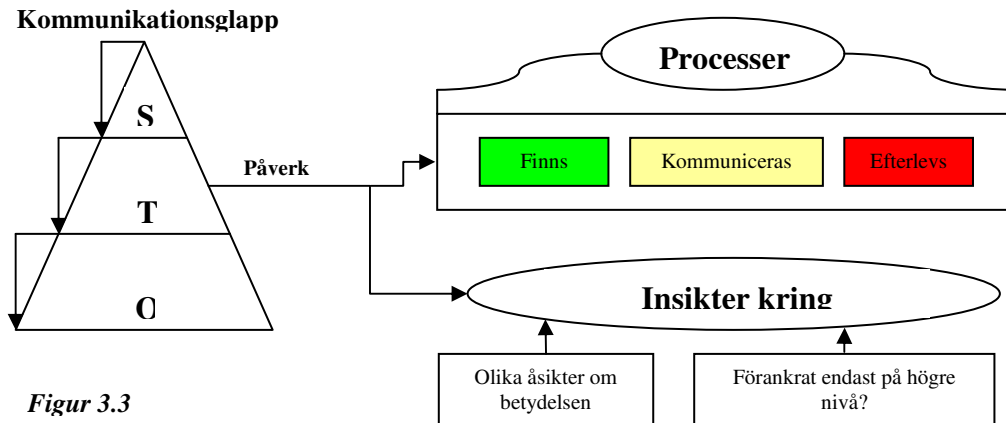 Kommunikationsglapp
S
T
O
Påverk
Processer
Finns
Kommuniceras
Efterlevs
Insikter kring
Olika åsikter om
betydelsen
Förankrat endast på högre
nivå?
Figur 3.3